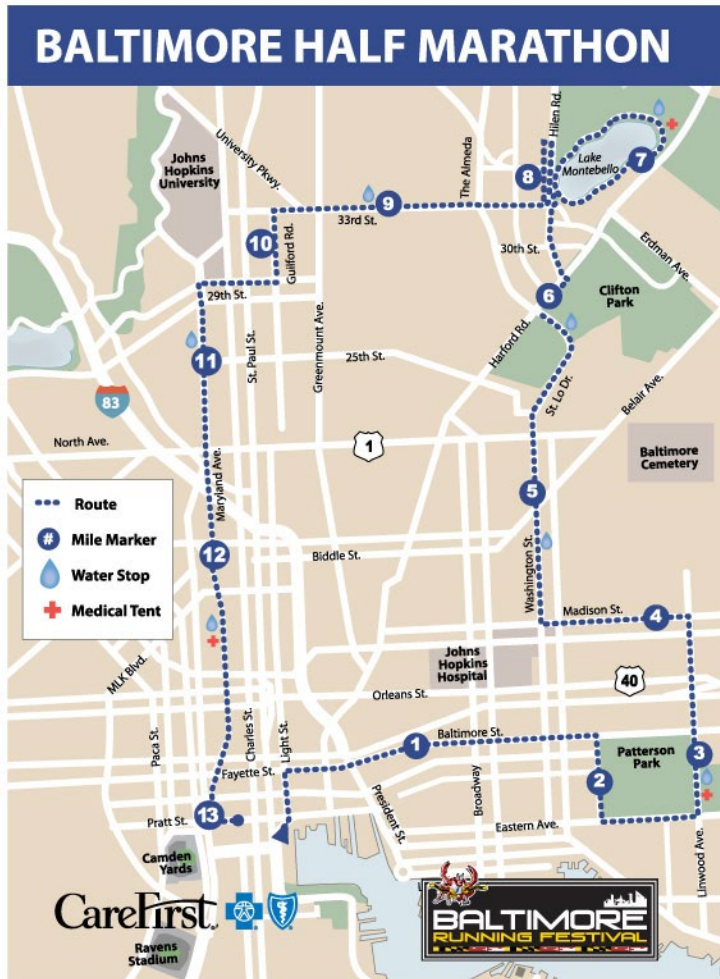 BALTIMORE HALF MARATHON
Hilen Rd.
University Pkwy.
The Alameda
Lake
Montebello
7
Johns
Hopkins
University
8
9
33rd St.
10
Guilford Rd.
30th St.
Erdman Ave.
29th St.
6
Clifton
Park
Harford Rd.
St. Paul St.
Greenmount Ave.
11
25th St.
St. Lo Dr.
Belair Ave.
83
North Ave.
1
Baltimore
Cemetery
Maryland Ave.
5
Route
# Mile Marker
Water Stop
Medical Tent
12
Biddle St.
Washington St.
Madison St.
4
MLK Blvd.
Johns
Hopkins
Hospital
40
Orleans St.
Paca St.
Charles St.
Light St.
1
Baltimore St.
Patterson
Park
3
Fayette St.
2
Broadway
President St.
Pratt St.
13
Eastern Ave.
Linwood Ave.
Camden
Yards
CareFirst.
Ravens
Stadium
BALTIMORE
RUNNING FESTIVAL